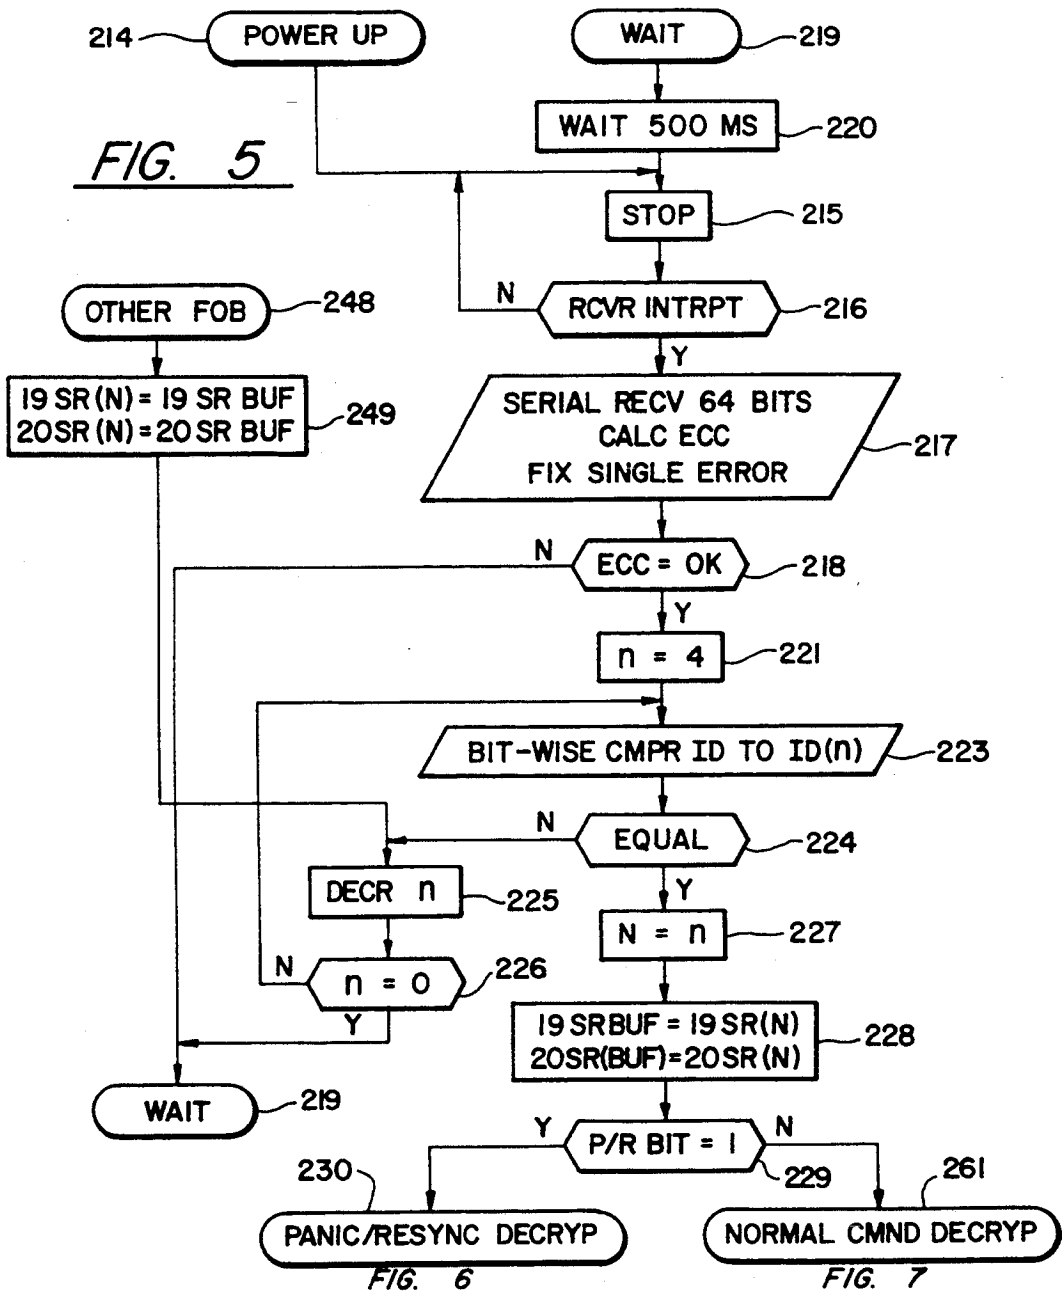 214
POWER UP
WAIT
219
WAIT 500 MS
220
FIG. 5
STOP
215
OTHER FOB
248
N
RCVR INTRPT
216
Y
19 SR (N) = 19 SR BUF
20 SR (N) = 20 SR BUF
249
SERIAL RECV 64 BITS
CALC ECC
FIX SINGLE ERROR
217
N
ECC = OK
218
Y
n = 4
221
BIT-WISE CMPR ID TO ID(n)
223
N
EQUAL
224
Y
DECR n
225
N = n
227
N
n = 0
226
Y
19 SRBUF = 19 SR(N)
20SR(BUF)=20SR(N)
228
WAIT
219
Y
P/R BIT = 1
N
229
230
PANIC/RESYNC DECRYP
261
NORMAL CMND DECRYP
FIG. 6
FIG. 7